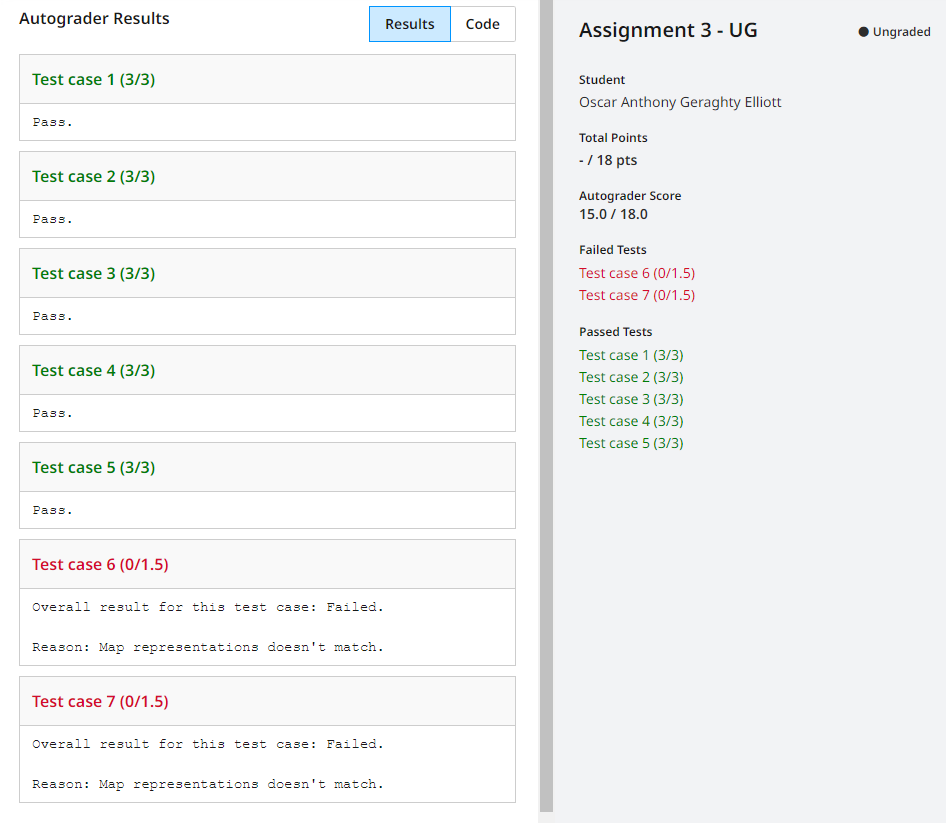 Autograder Results
Results
Code
Test case 1 (3/3)
Pass.
Test case 2 (3/3)
Pass.
Test case 3 (3/3)
Pass.
Test case 4 (3/3)
Pass.
Test case 5 (3/3)
Pass.
Test case 6 (0/1.5)
Overall result for this test case: Failed.
Reason: Map representations doesn't match.
Test case 7 (0/1.5)
Overall result for this test case: Failed.
Reason: Map representations doesn't match.
Assignment 3 - UG
Ungraded
Student
Oscar Anthony Geraghty Elliott
Total Points
- / 18 pts
Autograder Score
15.0 / 18.0
Failed Tests
Test case 6 (0/1.5)
Test case 7 (0/1.5)
Passed Tests
Test case 1 (3/3)
Test case 2 (3/3)
Test case 3 (3/3)
Test case 4 (3/3)
Test case 5 (3/3)